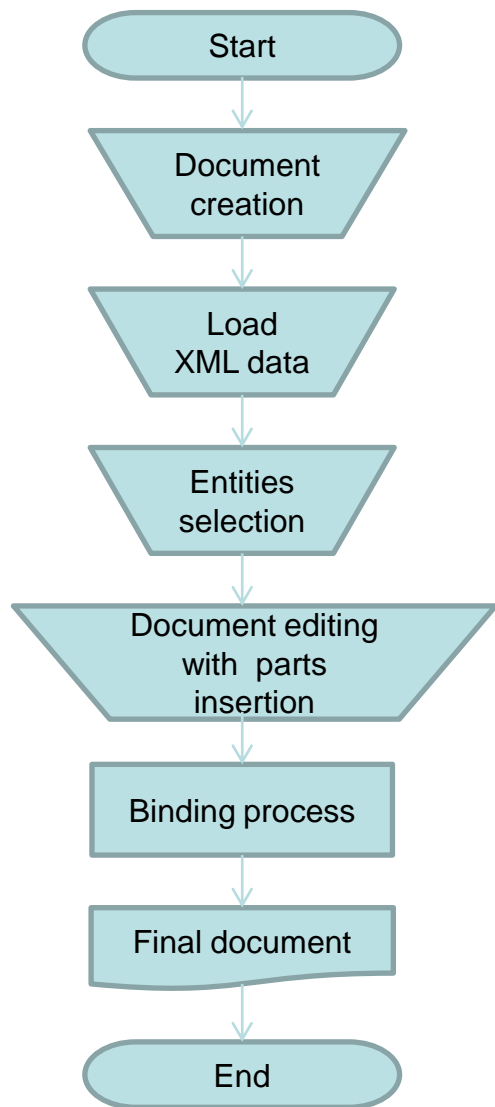 Start
Document
creation
Load
XML data
Entities
selection
Document editing
with parts
insertion
Binding process
Final document
End